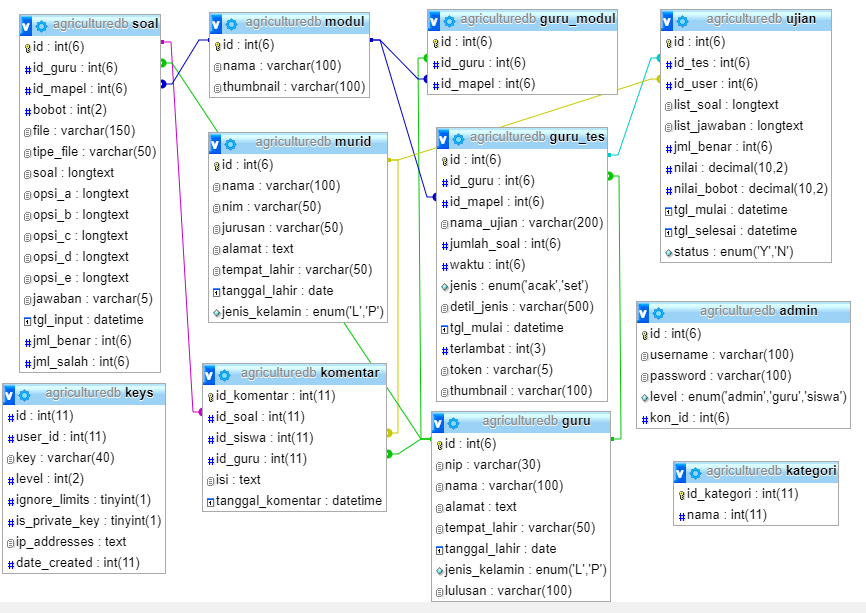 agriculturedb soal
id : int(6)
id_guru : int(6)
id_mapel : int(6)
bobot : int(2)
file : varchar(150)
tipe_file : varchar(50)
soal : longtext
opsi_a : longtext
opsi_b : longtext
opsi_c : longtext
opsi_d : longtext
opsi_e : longtext
jawaban : varchar(5)
tgl_input : datetime
jml_benar : int(6)
jml_salah : int(6)
agriculturedb keys
id : int(11)
user_id : int(11)
key : varchar(40)
level : int(2)
ignore_limits : tinyint(1)
is_private_key : tinyint(1)
ip_addresses : text
date_created : int(11)
agriculturedb modul
id : int(6)
nama : varchar(100)
thumbnail : varchar(100)
agriculturedb murid
id : int(6)
nama : varchar(100)
nim : varchar(50)
jurusan : varchar(50)
alamat : text
tempat_lahir : varchar(50)
tanggal_lahir : date
jenis_kelamin : enum('L','P')
agriculturedb komentar
id_komentar : int(11)
id_soal : int(11)
id_siswa : int(11)
id_guru : int(11)
isi : text
tanggal_komentar : datetime
agriculturedb guru_modul
id : int(6)
id_guru : int(6)
id_mapel : int(6)
agriculturedb guru_tes
id : int(6)
id_guru : int(6)
id_mapel : int(6)
nama_ujian : varchar(200)
jumlah_soal : int(6)
waktu : int(6)
jenis : enum('acak','set')
detil_jenis : varchar(500)
tgl_mulai : datetime
terlambat : int(3)
token : varchar(5)
thumbnail : varchar(100)
agriculturedb guru
id : int(6)
nip : varchar(30)
nama : varchar(100)
alamat : text
tempat_lahir : varchar(50)
tanggal_lahir : date
jenis_kelamin : enum('L','P')
lulusan : varchar(100)
agriculturedb ujian
id : int(6)
id_tes : int(6)
id_user : int(6)
list_soal : longtext
list_jawaban : longtext
jml_benar : int(6)
nilai : decimal(10,2)
nilai_bobot : decimal(10,2)
tgl_mulai : datetime
tgl_selesai : datetime
status : enum('Y','N')
agriculturedb admin
id : int(6)
username : varchar(100)
password : varchar(100)
level : enum('admin','guru','siswa')
kon_id : int(6)
agriculturedb kategori
id_kategori : int(11)
nama : int(11)